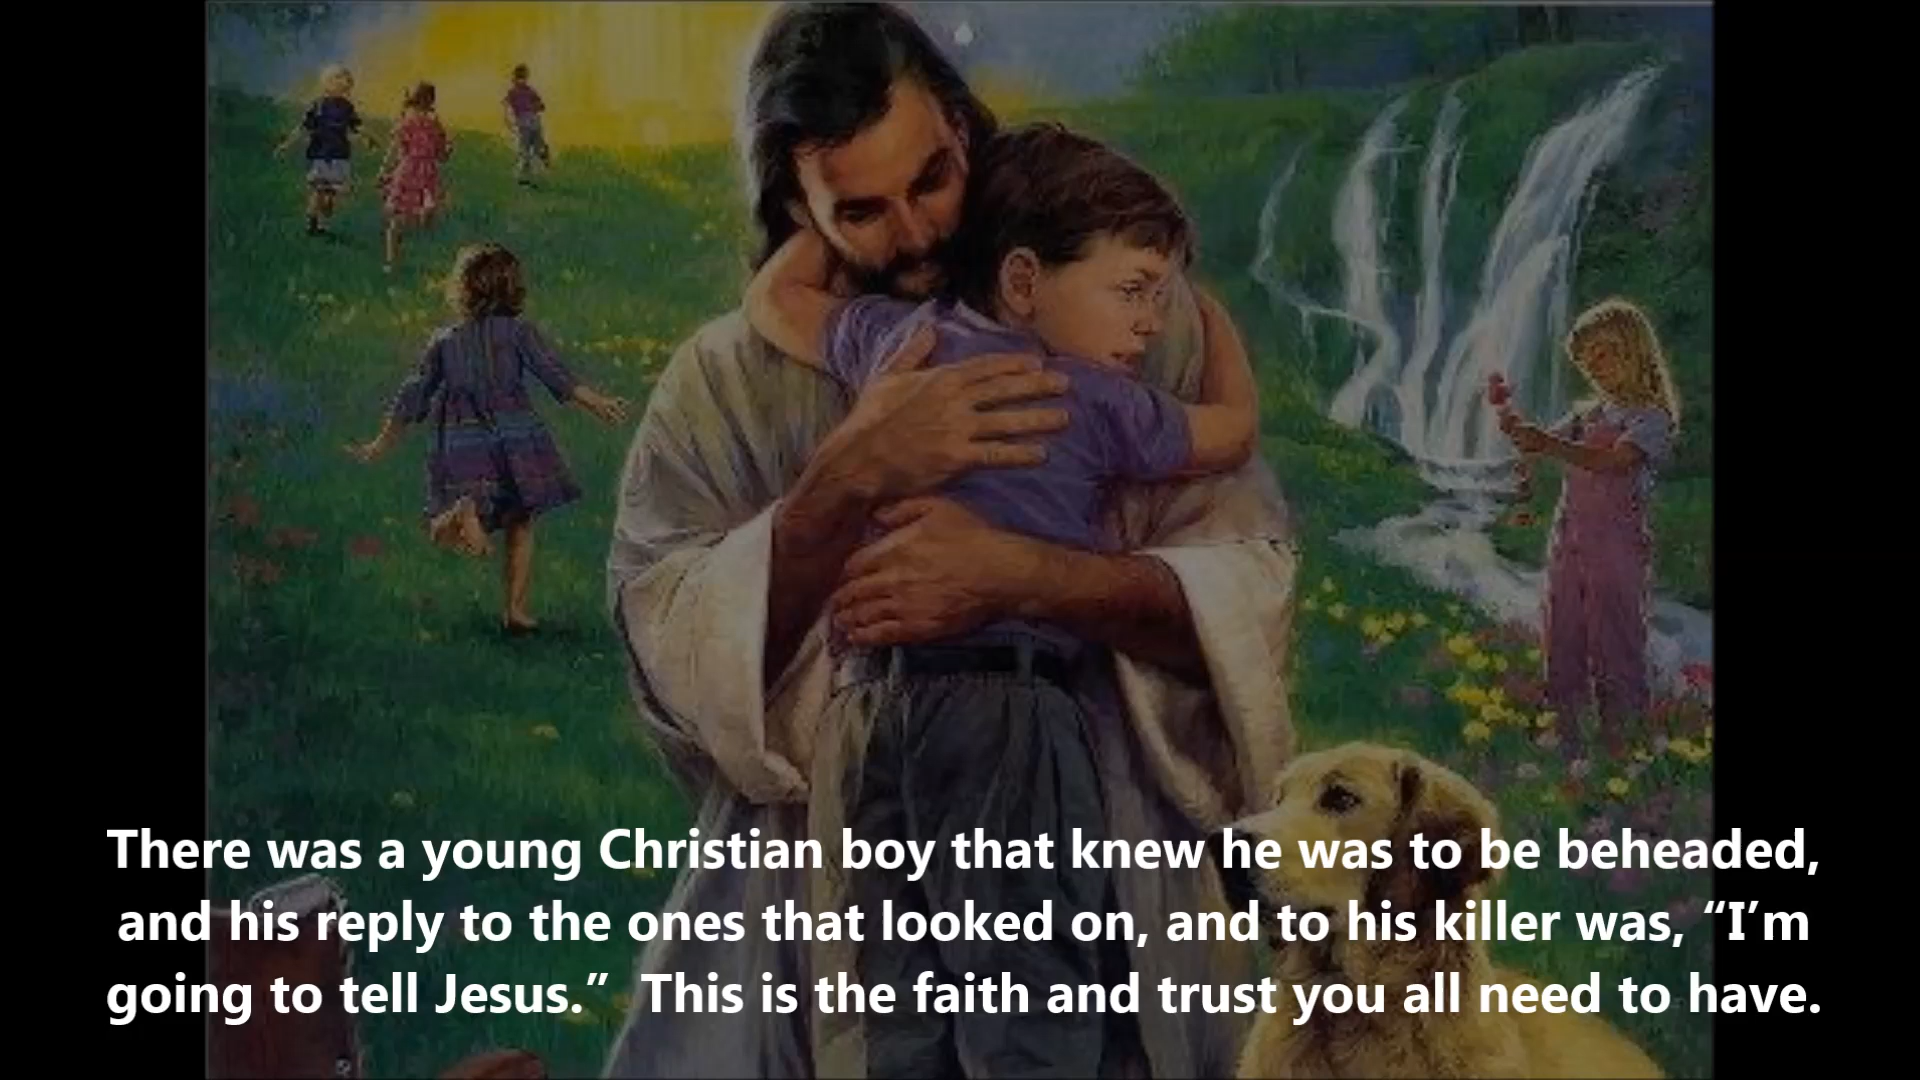 There was a young Christian boy that knew he was to be beheaded,
and his reply to the ones that looked on, and to his killer was, “I’m
going to tell Jesus.”  This is the faith and trust you all need to have.